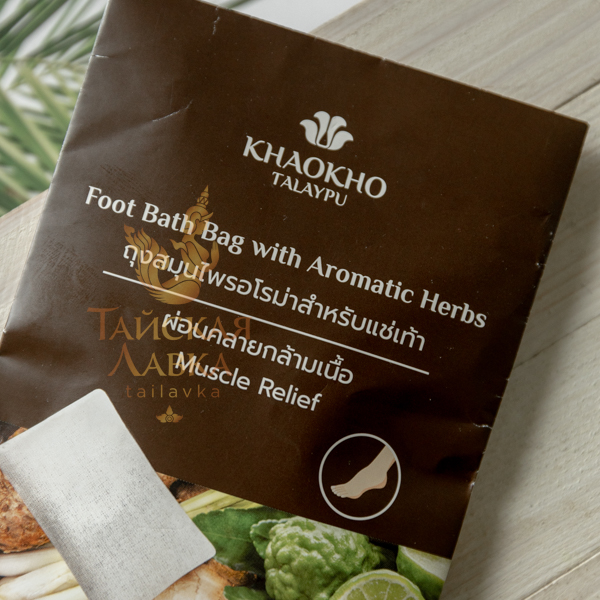 KHAOKHO
TALAYPU
Foot Bath Bag with Aromatic Herbs
ถุงสมุนไพรอโรม่าสำหรับแช่เท้า
ผ่อนคลายกล้ามเนื้อ
Muscle Relief
ТАЙСКАЯ
ЛАВКА
tailavka